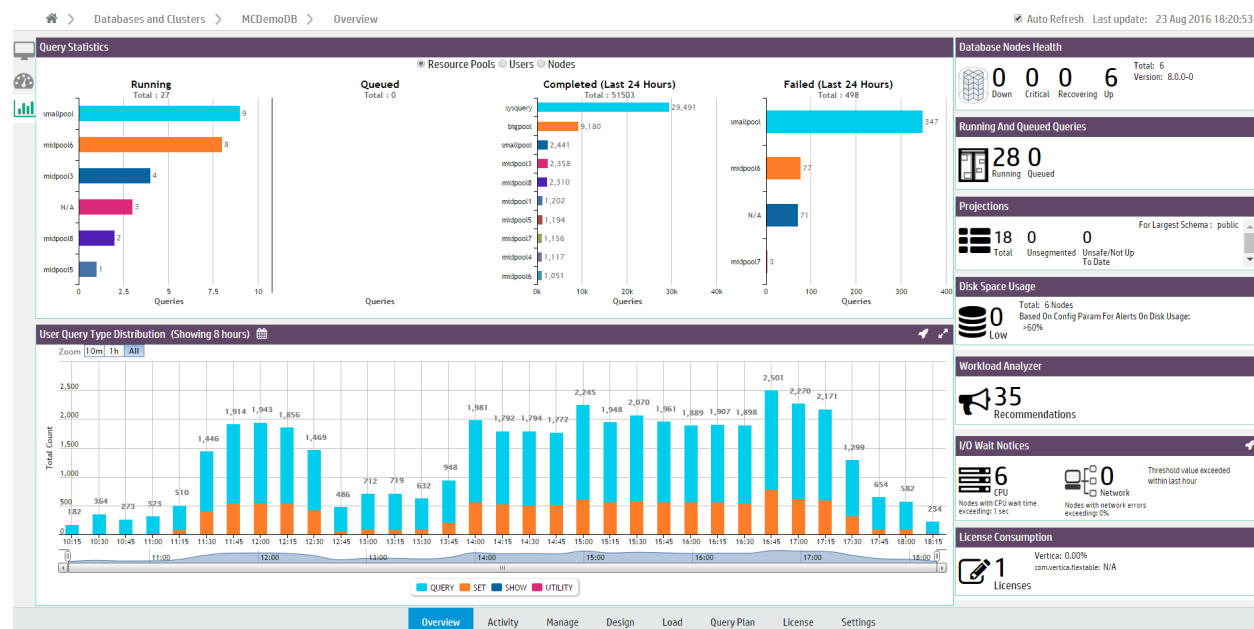 Databases and Clusters
MCDemoDB
Overview
Auto Refresh
Last update: 23 Aug 2016 18:20:53
Query Statistics
Resource Pools
Users
Nodes
Running
Total : 27
smallpool
9
midpool6
8
midpool3
4
N/A
3
midpool8
2
midpool5
1
0
2.5
5
7.5
10
Queries
Queued
Total : 0
Queries
Completed (Last 24 Hours)
Total : 51503
sysquery
29,491
bigpool
9,180
smallpool
2,441
midpool3
2,358
midpool8
2,310
midpool1
1,202
midpool5
1,194
midpool7
1,156
midpool4
1,117
midpool6
1,051
0k
10k
20k
30k
40k
Queries
Failed (Last 24 Hours)
Total : 498
smallpool
347
midpool6
77
N/A
71
midpool7
3
0
100
200
300
400
Queries
User Query Type Distribution (Showing 8 hours)
Zoom
10m
1h
All
Total Count
2,500
2,000
1,500
1,000
500
0
182
364
273
323
510
1,446
1,914
1,943
1,856
1,469
486
712
719
632
948
1,981
1,792
1,794
1,772
2,245
1,948
2,070
1,961
1,889
1,907
1,898
2,501
2,270
2,171
1,299
654
582
234
10:15
10:30
10:45
11:00
11:15
11:30
11:45
12:00
12:15
12:30
12:45
13:00
13:15
13:30
13:45
14:00
14:15
14:30
14:45
15:00
15:15
15:30
15:45
16:00
16:15
16:30
16:45
17:00
17:15
17:30
17:45
18:00
18:15
11:00
12:00
13:00
14:00
15:00
16:00
17:00
18:00
QUERY
SET
SHOW
UTILITY
Database Nodes Health
0
Down
0
Critical
0
Recovering
6
Up
Total: 6
Version: 8.0.0-0
Running And Queued Queries
28
Running
0
Queued
Projections
For Largest Schema : public
18
Total
0
Unsegmented
0
Unsafe/Not Up
To Date
Disk Space Usage
0
Low
Total: 6 Nodes
Based On Config Param For Alerts On Disk Usage:
>60%
Workload Analyzer
35
Recommendations
I/O Wait Notices
6
CPU
Nodes with CPU wait time
exceeding: 1 sec
0
Network
Nodes with network errors
exceeding: 0%
Threshold value exceeded
within last hour
License Consumption
1
Licenses
Vertica: 0.00%
com.vertica.flextable: N/A
Overview
Activity
Manage
Design
Load
Query Plan
License
Settings